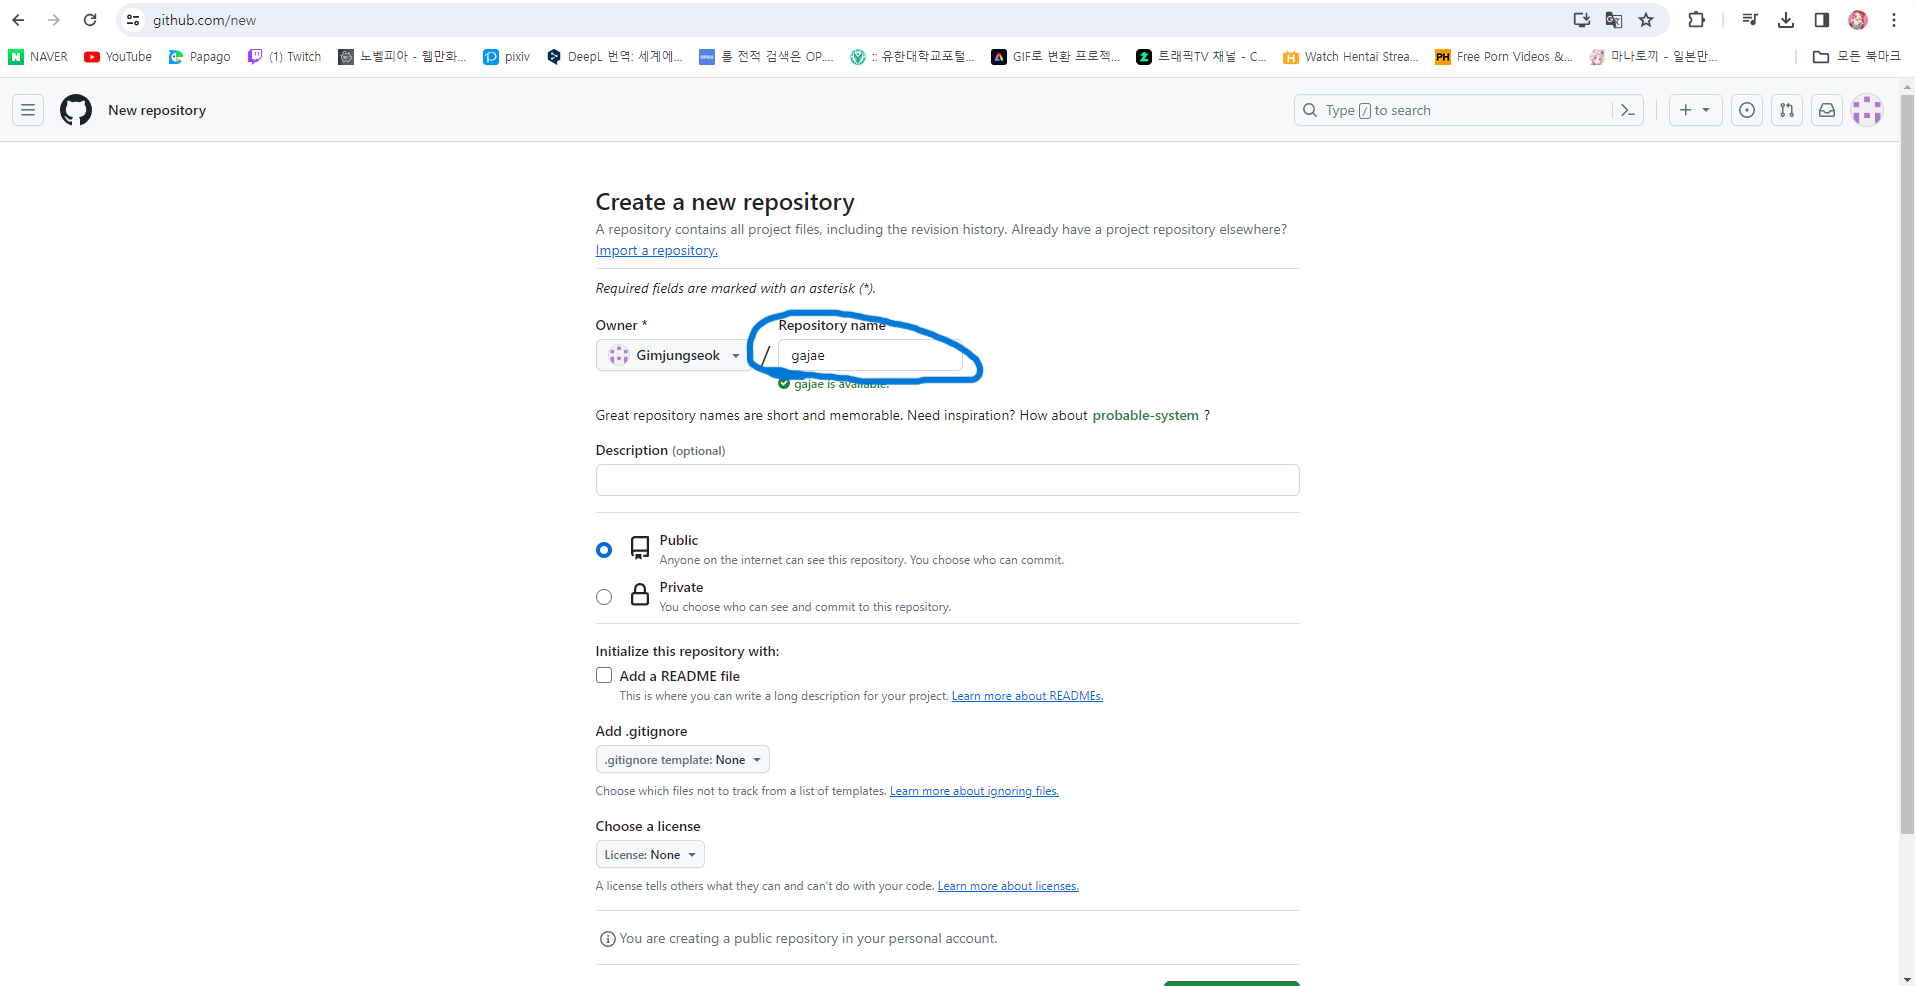 github.com/new
NAVER YouTube Papago (1) Twitch 노벨피아 - 웹만화... pixiv DeepL 번역: 세계에... 롤 전적 검색은 OP.... :: 유한대학교포털... GIF로 변환 프로젝... 트래픽TV 채널 - C... Watch Hentai Strea... Free Porn Videos &... 마나토끼 - 일본만... 모든 북마크
New repository
Type / to search
Create a new repository
A repository contains all project files, including the revision history. Already have a project repository elsewhere?
Import a repository.
Required fields are marked with an asterisk (*).
Owner * Repository name
Gimjungseok / gajae
gajae is available.
Great repository names are short and memorable. Need inspiration? How about probable-system ?
Description (optional)
Public
Anyone on the internet can see this repository. You choose who can commit.
Private
You choose who can see and commit to this repository.
Initialize this repository with:
Add a README file
This is where you can write a long description for your project. Learn more about READMEs.
Add .gitignore
.gitignore template: None
Choose which files not to track from a list of templates. Learn more about ignoring files.
Choose a license
License: None
A license tells others what they can and can't do with your code. Learn more about licenses.
You are creating a public repository in your personal account.